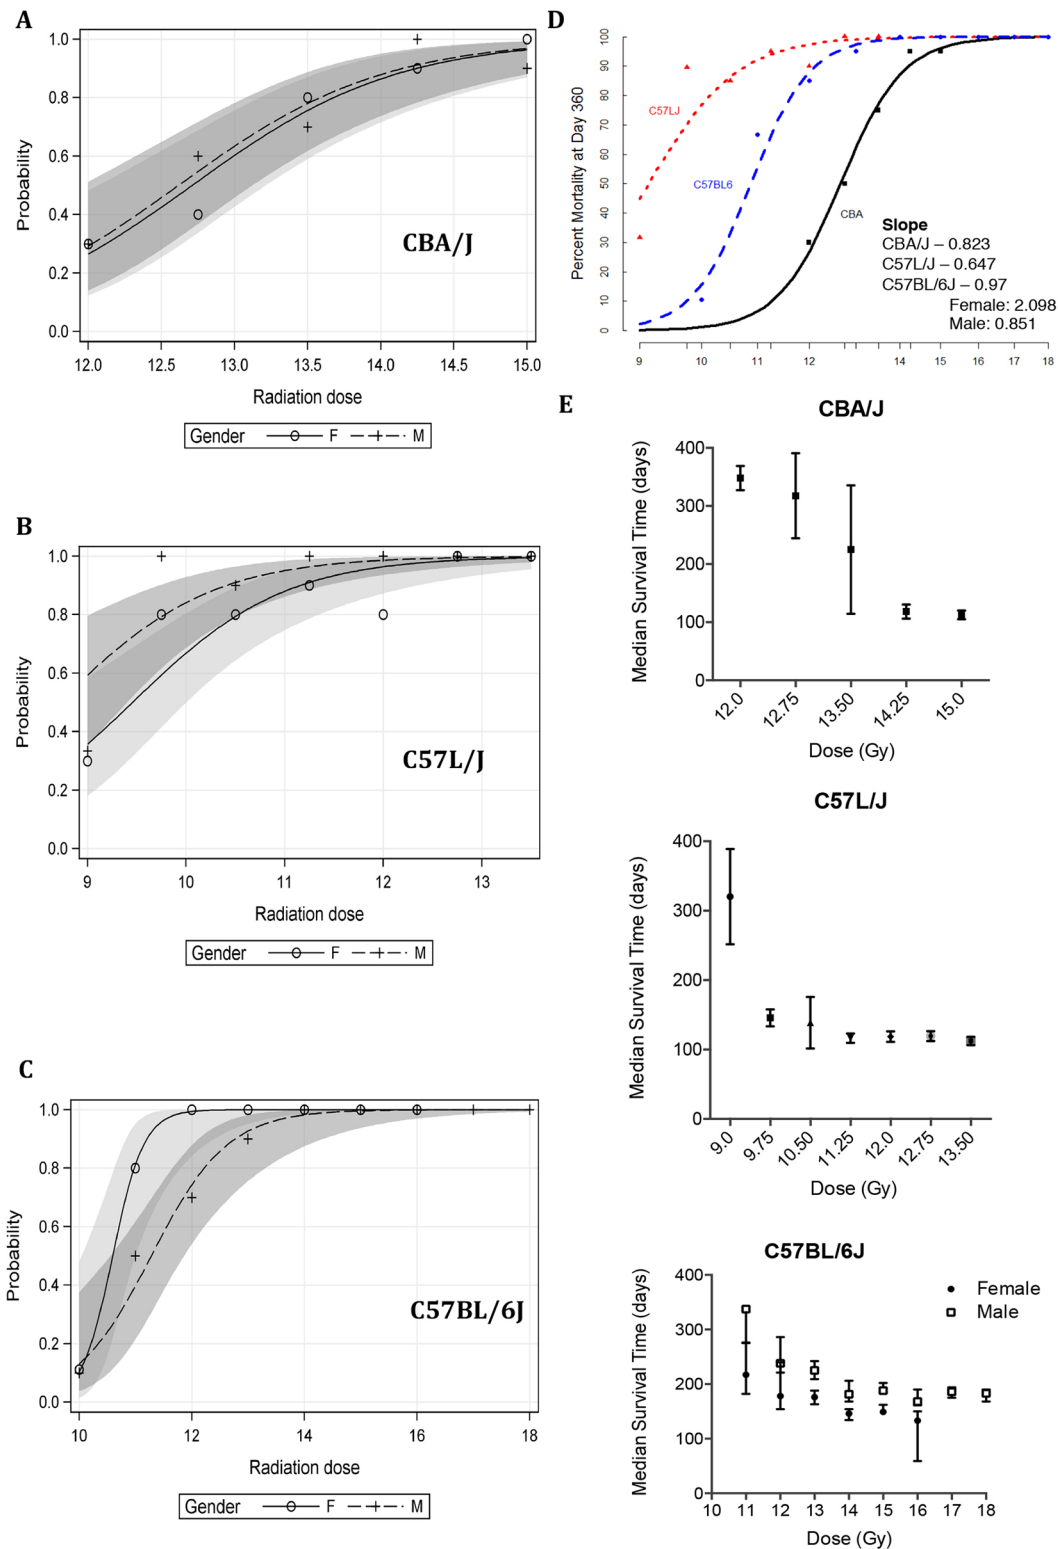 A
1.0
0.8
0.6
0.4
0.2
0.0
Probability
CBA/J
12.0 12.5 13.0 13.5 14.0 14.5 15.0
Radiation dose
Gender F M
B
1.0
0.8
0.6
0.4
0.2
0.0
Probability
C57L/J
9 10 11 12 13
Radiation dose
Gender F M
C
1.0
0.8
0.6
0.4
0.2
0.0
Probability
C57BL/6J
10 12 14 16 18
Radiation dose
Gender F M
D
100
90
80
70
60
50
40
30
20
10
0
Percent Mortality at Day 360
C57LJ
C57BL6
CBA
Slope
CBA/J – 0.823
C57L/J – 0.647
C57BL/6J – 0.97
Female: 2.098
Male: 0.851
9 10 11 12 13 14 15 16 17 18
E
CBA/J
400
300
200
100
0
Median Survival Time (days)
12.0 12.75 13.50 14.25 15.0
Dose (Gy)
C57L/J
400
300
200
100
0
Median Survival Time (days)
9.0 9.75 10.50 11.25 12.0 12.75 13.50
Dose (Gy)
C57BL/6J
400
300
200
100
0
Median Survival Time (days)
Female
Male
10 11 12 13 14 15 16 17 18
Dose (Gy)